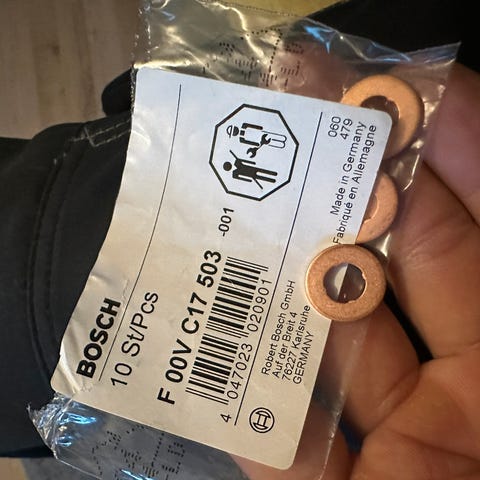 BOSCH
10 St/Pcs
F 00V C17 503
-001
4 047023 020901
Robert Bosch GmbH
Auf der Breit 4
76227 Karlsruhe
GERMANY
060
479
Made in Germany
Fabriqué en Allemagne